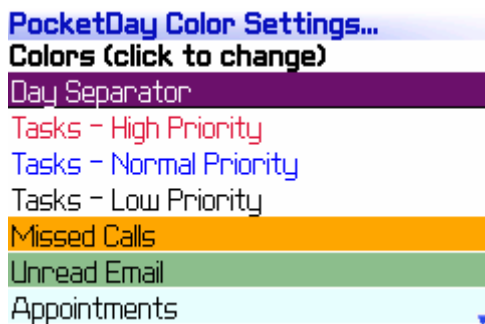 PocketDay Color Settings...
Colors (click to change)
Day Separator
Tasks - High Priority
Tasks - Normal Priority
Tasks - Low Priority
Missed Calls
Unread Email
Appointments